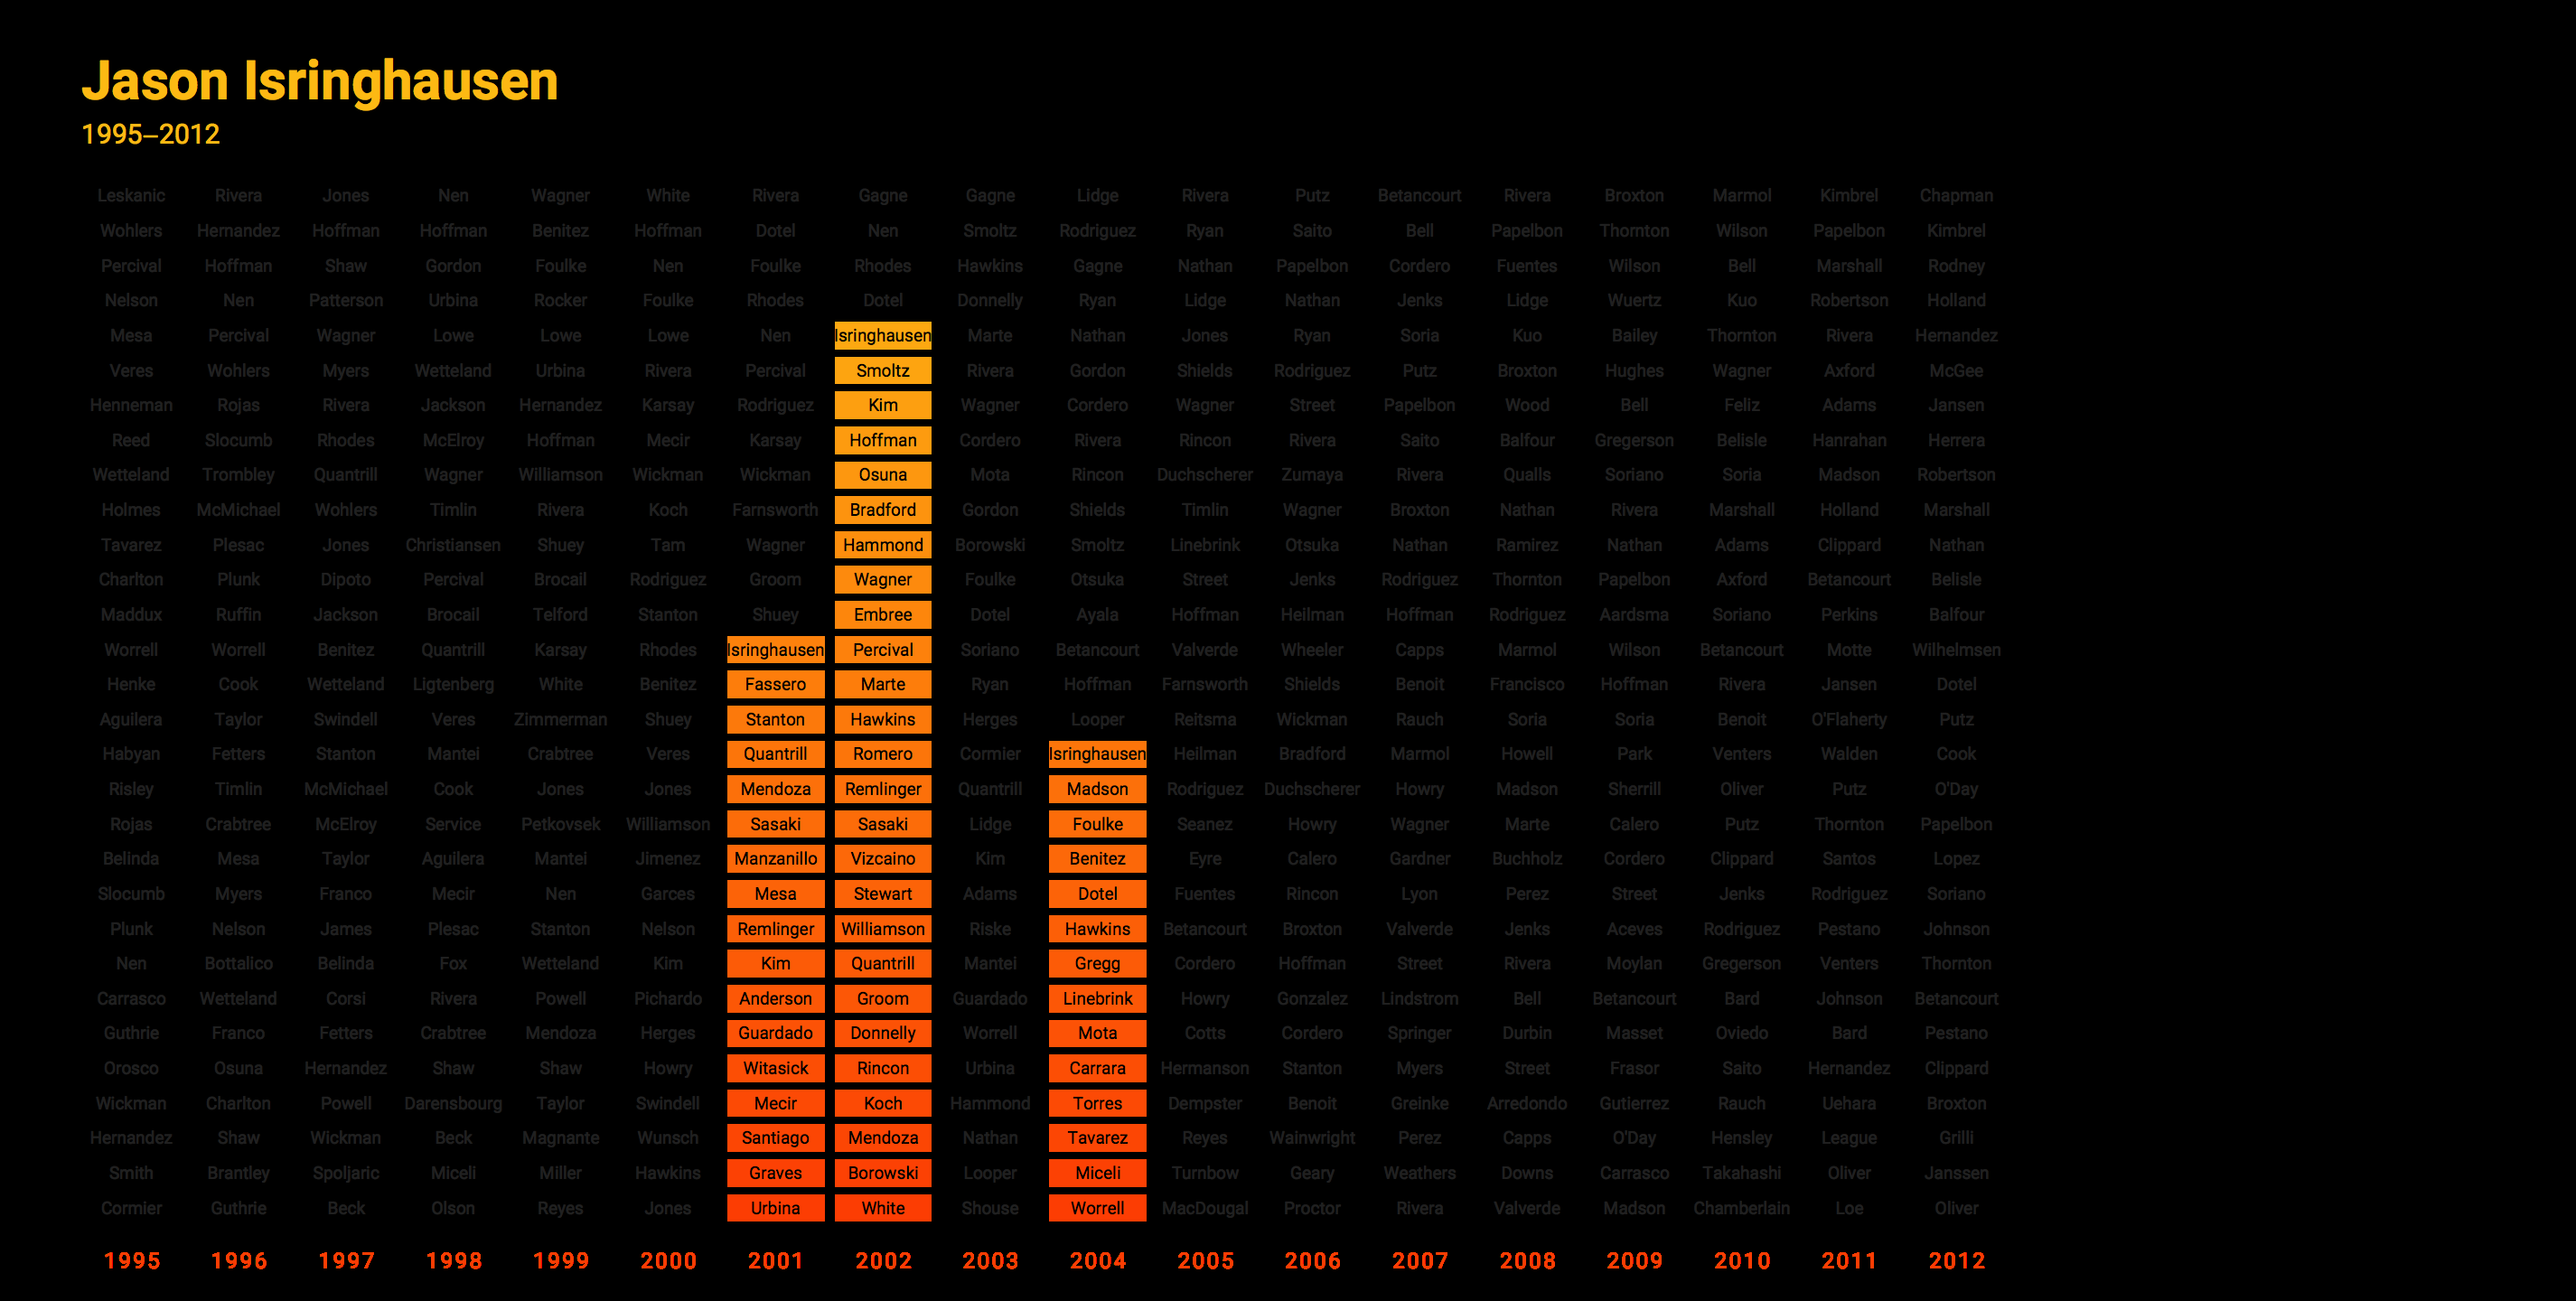 Jason Isringhausen
1995–2012
Leskanic Rivera Jones Nen Wagner White Rivera Gagne Gagne Lidge Rivera Putz Betancourt Rivera Broxton Marmol Kimbrel Chapman
Wohlers Hernandez Hoffman Hoffman Benitez Hoffman Dotel Nen Smoltz Rodriguez Ryan Saito Bell Papelbon Thornton Wilson Papelbon Kimbrel
Percival Hoffman Shaw Gordon Foulke Nen Foulke Rhodes Hawkins Gagne Nathan Papelbon Cordero Fuentes Wilson Bell Marshall Rodney
Nelson Nen Patterson Urbina Rocker Foulke Rhodes Dotel Donnelly Ryan Lidge Nathan Jenks Lidge Wuertz Kuo Robertson Holland
Mesa Percival Wagner Lowe Lowe Lowe Nen Isringhausen Marte Nathan Jones Ryan Soria Kuo Bailey Thornton Rivera Hernandez
Veres Wohlers Myers Wetteland Urbina Rivera Percival Smoltz Rivera Gordon Shields Rodriguez Putz Broxton Hughes Wagner Axford McGee
Henneman Rojas Rivera Jackson Hernandez Karsay Rodriguez Kim Wagner Cordero Wagner Street Papelbon Wood Bell Feliz Adams Jansen
Reed Slocumb Rhodes McElroy Hoffman Mecir Karsay Hoffman Cordero Rivera Rincon Rivera Saito Balfour Gregerson Belisle Hanrahan Herrera
Wetteland Trombley Quantrill Wagner Williamson Wickman Wickman Osuna Mota Rincon Duchscherer Zumaya Rivera Qualls Soriano Soria Madson Robertson
Holmes McMichael Wohlers Timlin Rivera Koch Farnsworth Bradford Gordon Shields Timlin Wagner Broxton Nathan Rivera Marshall Holland Marshall
Tavarez Plesac Jones Christiansen Shuey Tam Wagner Hammond Borowski Smoltz Linebrink Otsuka Nathan Ramirez Nathan Adams Clippard Nathan
Charlton Plunk Dipoto Percival Brocail Rodriguez Groom Wagner Foulke Otsuka Street Jenks Rodriguez Thornton Papelbon Axford Betancourt Belisle
Maddux Ruffin Jackson Brocail Telford Stanton Shuey Embree Dotel Ayala Hoffman Heilman Hoffman Rodriguez Aardsma Soriano Perkins Balfour
Worrell Worrell Benitez Quantrill Karsay Rhodes Isringhausen Percival Soriano Betancourt Valverde Wheeler Capps Marmol Wilson Betancourt Motte Wilhelmsen
Henke Cook Wetteland Ligtenberg White Benitez Fassero Marte Ryan Hoffman Farnsworth Shields Benoit Francisco Hoffman Rivera Jansen Dotel
Aguilera Taylor Swindell Veres Zimmerman Shuey Stanton Hawkins Herges Looper Reitsma Wickman Rauch Soria Soria Benoit O'Flaherty Putz
Habyan Fetters Stanton Mantei Crabtree Veres Quantrill Romero Cormier Isringhausen Heilman Bradford Marmol Howell Park Venters Walden Cook
Risley Timlin McMichael Cook Jones Jones Mendoza Remlinger Quantrill Madson Rodriguez Duchscherer Howry Madson Sherrill Oliver Putz O'Day
Rojas Crabtree McElroy Service Petkovsek Williamson Sasaki Sasaki Lidge Foulke Seanez Howry Wagner Marte Calero Putz Thornton Papelbon
Belinda Mesa Taylor Aguilera Mantei Jimenez Manzanillo Vizcaino Kim Benitez Eyre Calero Gardner Buchholz Cordero Clippard Santos Lopez
Slocumb Myers Franco Mecir Nen Garces Mesa Stewart Adams Dotel Fuentes Rincon Lyon Perez Street Jenks Rodriguez Soriano
Plunk Nelson James Plesac Stanton Nelson Remlinger Williamson Riske Hawkins Betancourt Broxton Valverde Jenks Aceves Rodriguez Pestano Johnson
Nen Bottalico Belinda Fox Wetteland Kim Kim Quantrill Mantei Gregg Cordero Hoffman Street Rivera Moylan Gregerson Venters Thornton
Carrasco Wetteland Corsi Rivera Powell Pichardo Anderson Groom Guardado Linebrink Howry Gonzalez Lindstrom Bell Betancourt Bard Johnson Betancourt
Guthrie Franco Fetters Crabtree Mendoza Herges Guardado Donnelly Worrell Mota Cotts Cordero Springer Durbin Masset Oviedo Bard Pestano
Orosco Osuna Hernandez Shaw Shaw Howry Witasick Rincon Urbina Carrara Hermanson Stanton Myers Street Frasor Saito Hernandez Clippard
Wickman Charlton Powell Darensbourg Taylor Swindell Mecir Koch Hammond Torres Dempster Benoit Greinke Arredondo Gutierrez Rauch Uehara Broxton
Hernandez Shaw Wickman Beck Magnante Wunsch Santiago Mendoza Nathan Tavarez Reyes Wainwright Perez Capps O'Day Hensley League Grilli
Smith Brantley Spoljaric Miceli Miller Hawkins Graves Borowski Looper Miceli Turnbow Geary Weathers Downs Carrasco Takahashi Oliver Janssen
Cormier Guthrie Beck Olson Reyes Jones Urbina White Shouse Worrell MacDougal Proctor Rivera Valverde Madson Chamberlain Loe Oliver
1995 1996 1997 1998 1999 2000 2001 2002 2003 2004 2005 2006 2007 2008 2009 2010 2011 2012